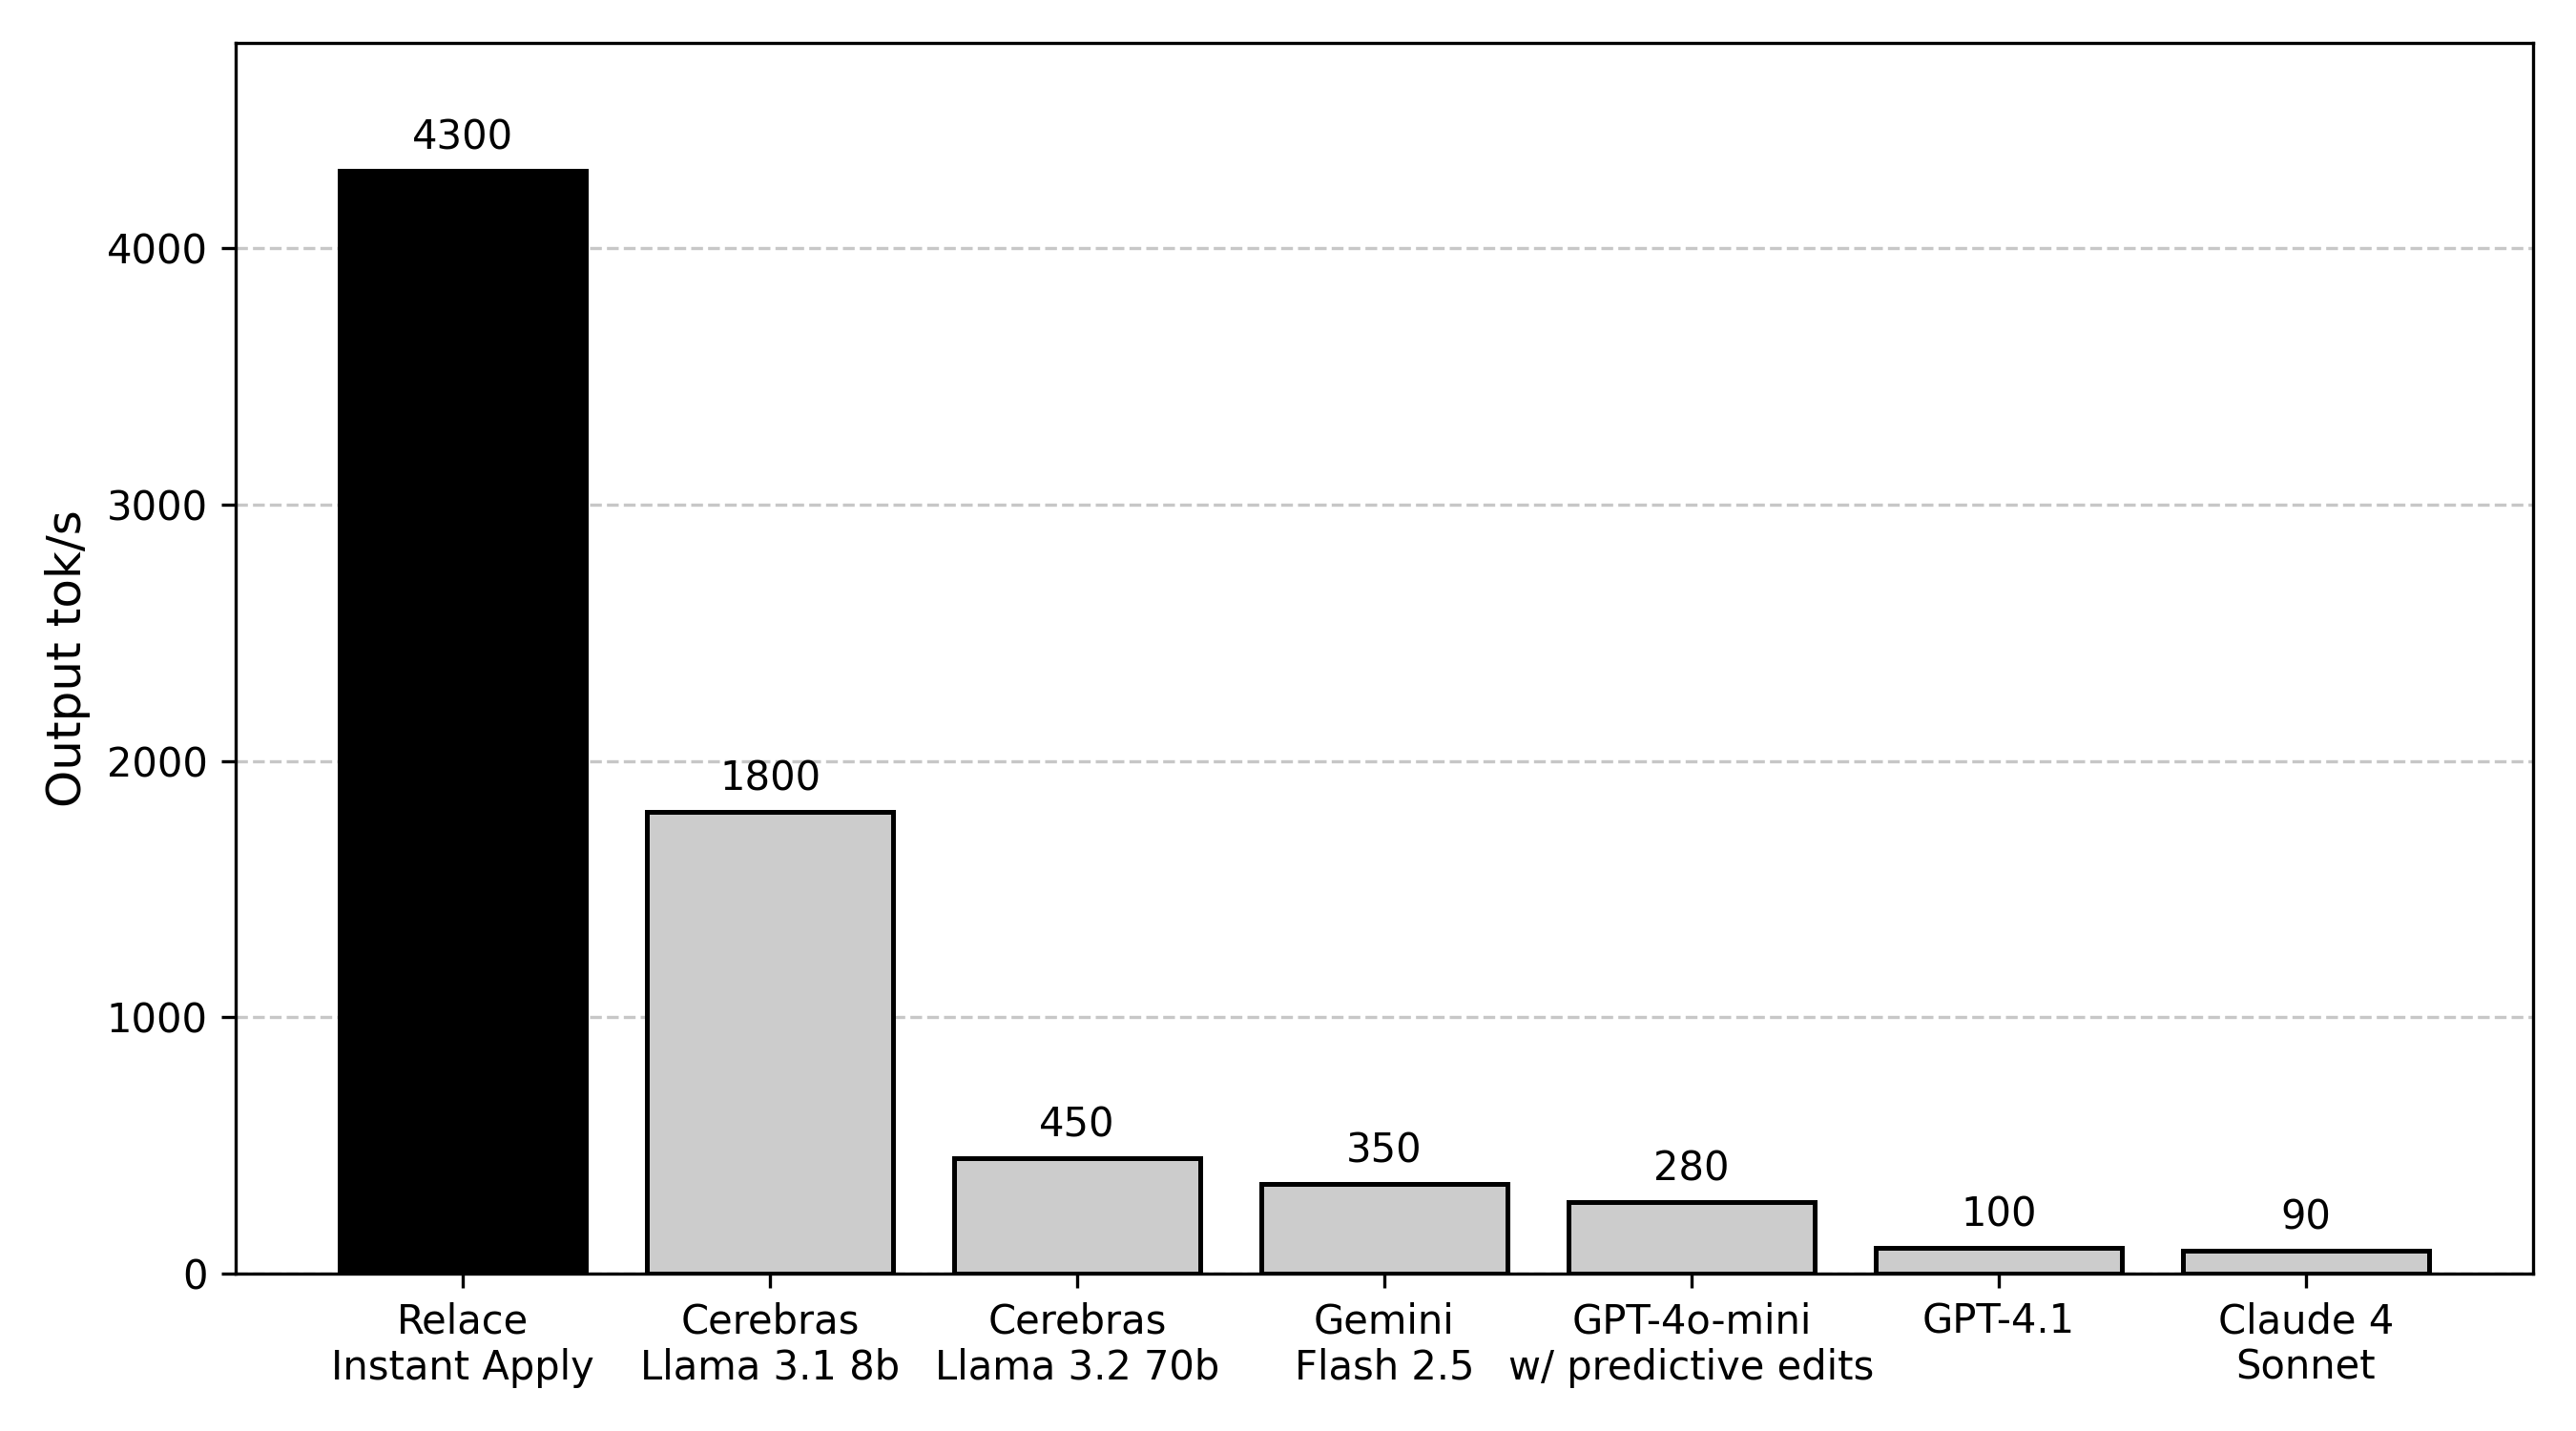 Output tok/s
4000
3000
2000
1000
0
4300
1800
450
350
280
100
90
Relace
Instant Apply
Cerebras
Llama 3.1 8b
Cerebras
Llama 3.2 70b
Gemini
Flash 2.5
GPT-4o-mini
w/ predictive edits
GPT-4.1
Claude 4
Sonnet